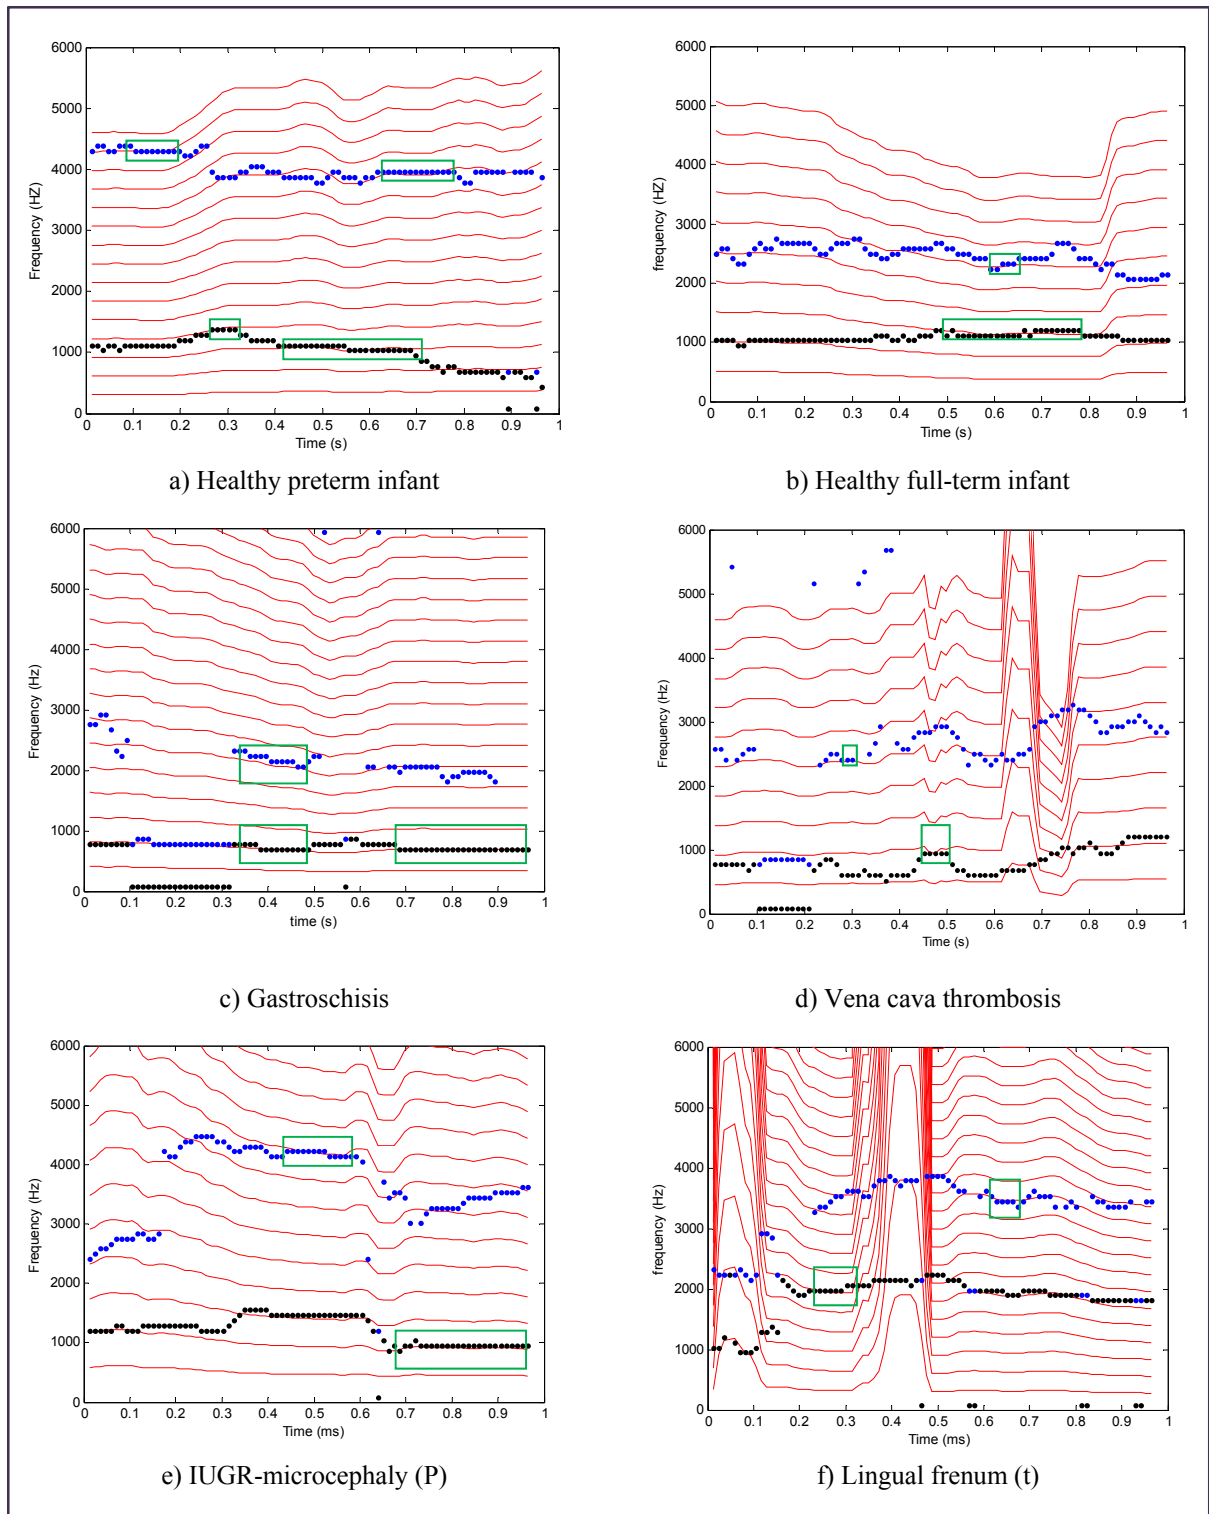 6000
5000
4000
3000
2000
1000
0
Frequency (HZ)
0 0.1 0.2 0.3 0.4 0.5 0.6 0.7 0.8 0.9 1
Time (s)
a) Healthy preterm infant
6000
5000
4000
3000
2000
1000
0
frequency (Hz)
0 0.1 0.2 0.3 0.4 0.5 0.6 0.7 0.8 0.9 1
Time (s)
b) Healthy full-term infant
6000
5000
4000
3000
2000
1000
0
Frequency (Hz)
0 0.1 0.2 0.3 0.4 0.5 0.6 0.7 0.8 0.9 1
time (s)
c) Gastroschisis
6000
5000
4000
3000
2000
1000
0
Frequency (Hz)
0 0.1 0.2 0.3 0.4 0.5 0.6 0.7 0.8 0.9 1
Time (s)
d) Vena cava thrombosis
6000
5000
4000
3000
2000
1000
0
Frequency (Hz)
0 0.1 0.2 0.3 0.4 0.5 0.6 0.7 0.8 0.9 1
Time (ms)
e) IUGR-microcephaly (P)
6000
5000
4000
3000
2000
1000
0
frequency (Hz)
0 0.1 0.2 0.3 0.4 0.5 0.6 0.7 0.8 0.9 1
Time (ms)
f) Lingual frenum (t)